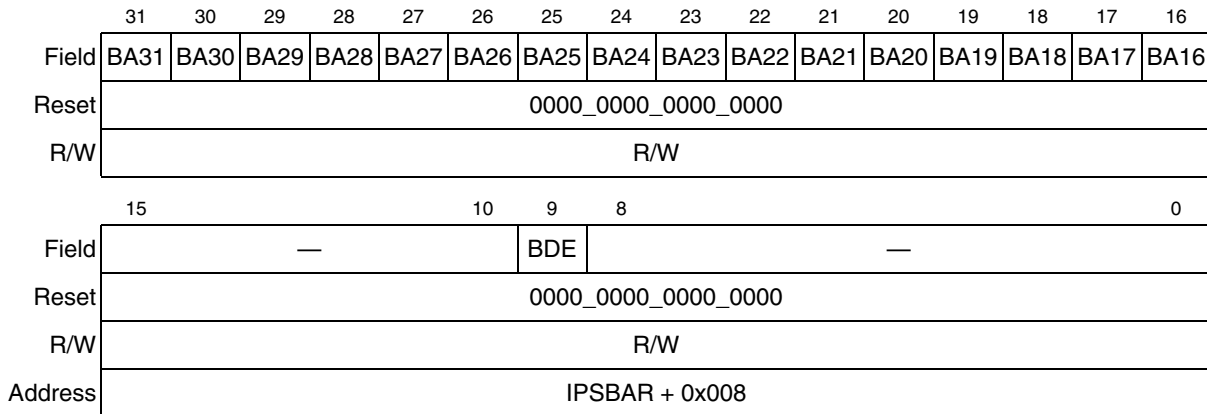 31 30 29 28 27 26 25 24 23 22 21 20 19 18 17 16
Field BA31 BA30 BA29 BA28 BA27 BA26 BA25 BA24 BA23 BA22 BA21 BA20 BA19 BA18 BA17 BA16
Reset 0000_0000_0000_0000
R/W R/W
15 10 9 8 0
Field — BDE —
Reset 0000_0000_0000_0000
R/W R/W
Address IPSBAR + 0x008